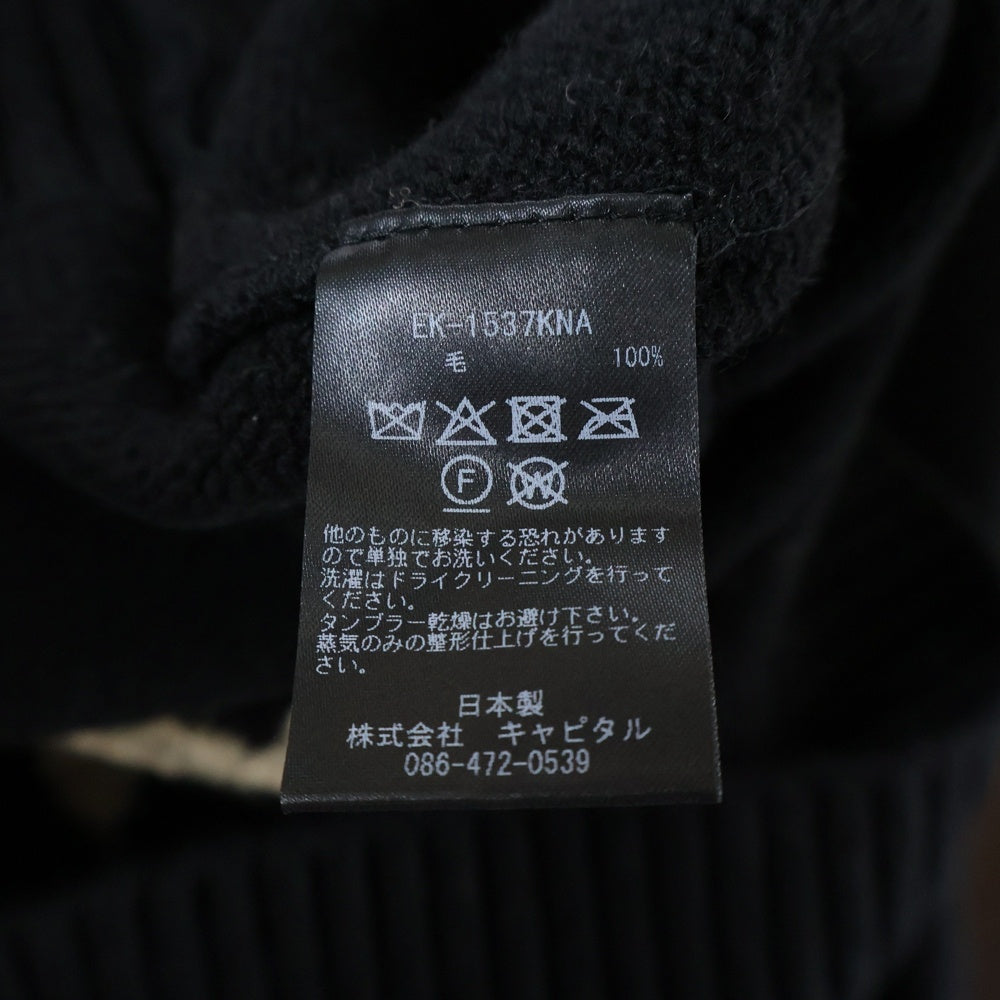 EK-1537KNA
毛 100%
F
W
他のものに移染する恐れがあります
ので単独でお洗いください。
洗濯はドライクリーニングを行って
ください。
タンブラー乾燥はお避け下さい。
蒸気のみの整形仕上げを行ってくだ
さい。
日本製
株式会社 キャピタル
086-472-0539